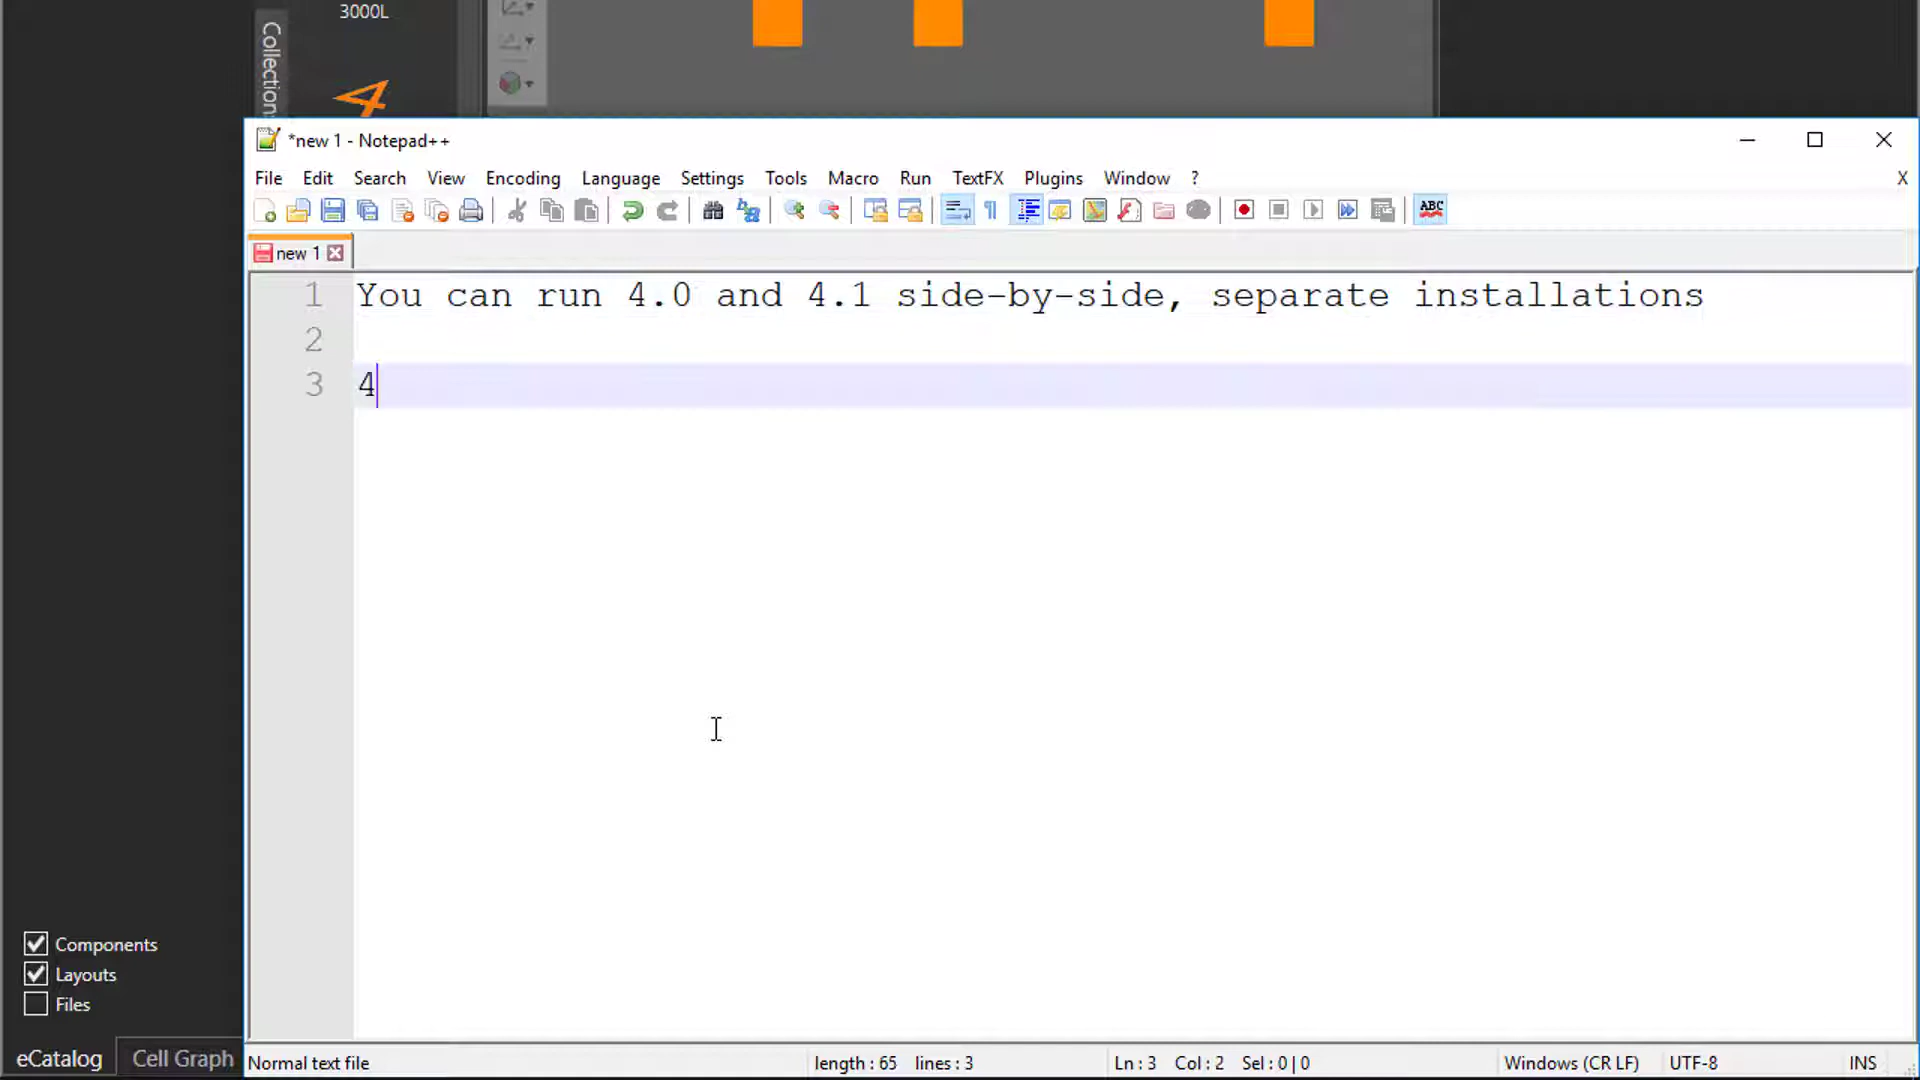 3000L
Collection
4
*new 1 - Notepad++
File Edit Search View Encoding Language Settings Tools Macro Run TextFX Plugins Window ? X
ABC
new 1
1 You can run 4.0 and 4.1 side-by-side, separate installations
2
3 4
Components
Layouts
Files
eCatalog Cell Graph
Normal text file length : 65 lines : 3 Ln : 3 Col : 2 Sel : 0 | 0 Windows (CR LF) UTF-8 INS